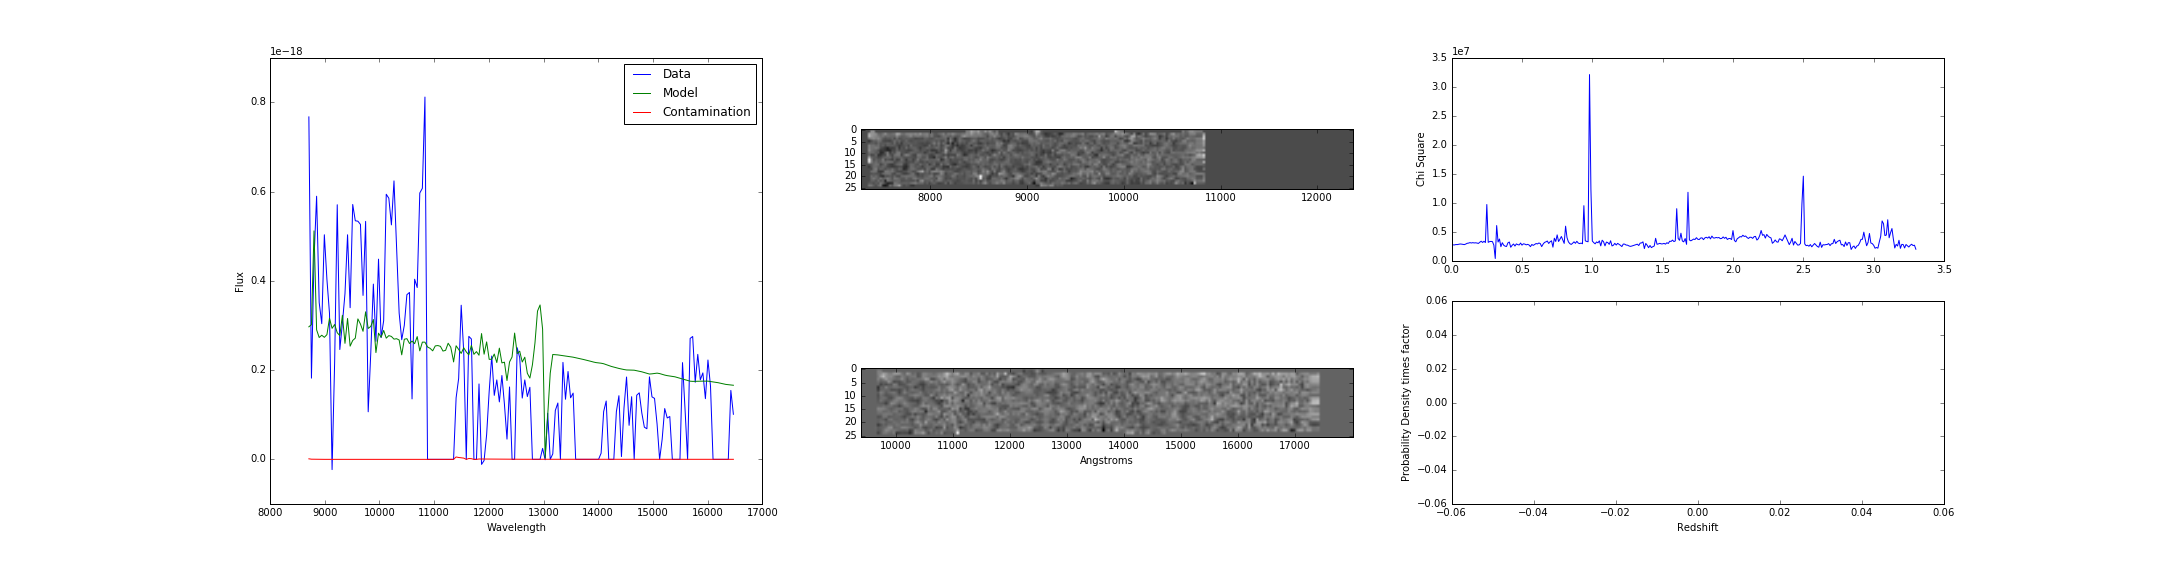 1e−18
Data
Model
Contamination
0.8
0.6
0.4
0.2
0.0
Flux
8000 9000 10000 11000 12000 13000 14000 15000 16000 17000
Wavelength
0
5
10
15
20
25
8000 9000 10000 11000 12000
0
5
10
15
20
25
10000 11000 12000 13000 14000 15000 16000 17000
Angstroms
1e7
3.5
3.0
2.5
2.0
1.5
1.0
0.5
0.0
Chi Square
0.0 0.5 1.0 1.5 2.0 2.5 3.0 3.5
0.06
0.04
0.02
0.00
−0.02
−0.04
−0.06
Probability Density times factor
−0.06 −0.04 −0.02 0.00 0.02 0.04 0.06
Redshift